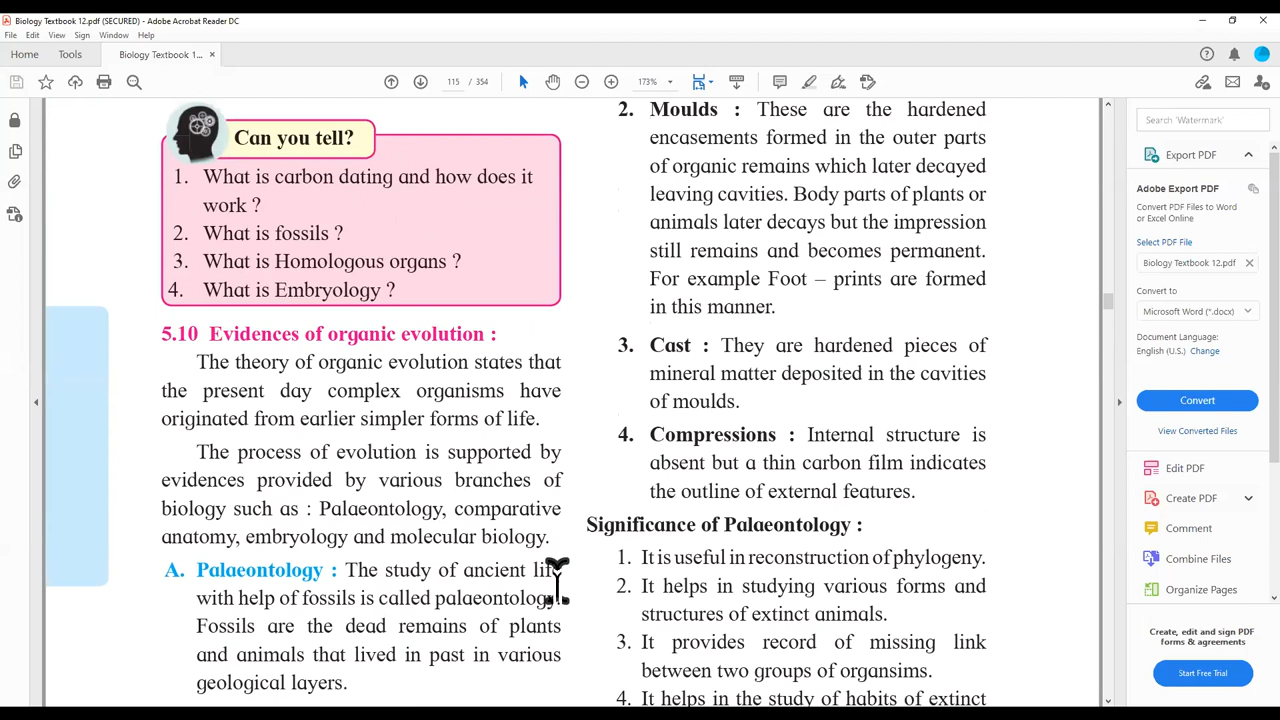 Biology Textbook 12.pdf (SECURED) - Adobe Acrobat Reader DC
File Edit View Sign Window Help
Home Tools Biology Textbook 1... ×
115 / 354 173%
Can you tell?
1. What is carbon dating and how does it
work ?
2. What is fossils ?
3. What is Homologous organs ?
4. What is Embryology ?
5.10 Evidences of organic evolution :
The theory of organic evolution states that
the present day complex organisms have
originated from earlier simpler forms of life.
The process of evolution is supported by
evidences provided by various branches of
biology such as : Palaeontology, comparative
anatomy, embryology and molecular biology.
A. Palaeontology : The study of ancient life
with help of fossils is called palaeontology.
Fossils are the dead remains of plants
and animals that lived in past in various
geological layers.
2. Moulds : These are the hardened
encasements formed in the outer parts
of organic remains which later decayed
leaving cavities. Body parts of plants or
animals later decays but the impression
still remains and becomes permanent.
For example Foot – prints are formed
in this manner.
3. Cast : They are hardened pieces of
mineral matter deposited in the cavities
of moulds.
4. Compressions : Internal structure is
absent but a thin carbon film indicates
the outline of external features.
Significance of Palaeontology :
1. It is useful in reconstruction of phylogeny.
2. It helps in studying various forms and
structures of extinct animals.
3. It provides record of missing link
between two groups of organsims.
4. It helps in the study of habits of extinct
Search 'Watermark'
Export PDF
Adobe Export PDF
Convert PDF Files to Word
or Excel Online
Select PDF File
Biology Textbook 12.pdf
Convert to
Microsoft Word (*.docx)
Document Language:
English (U.S.) Change
Convert
View Converted Files
Edit PDF
Create PDF
Comment
Combine Files
Organize Pages
Create, edit and sign PDF
forms & agreements
Start Free Trial